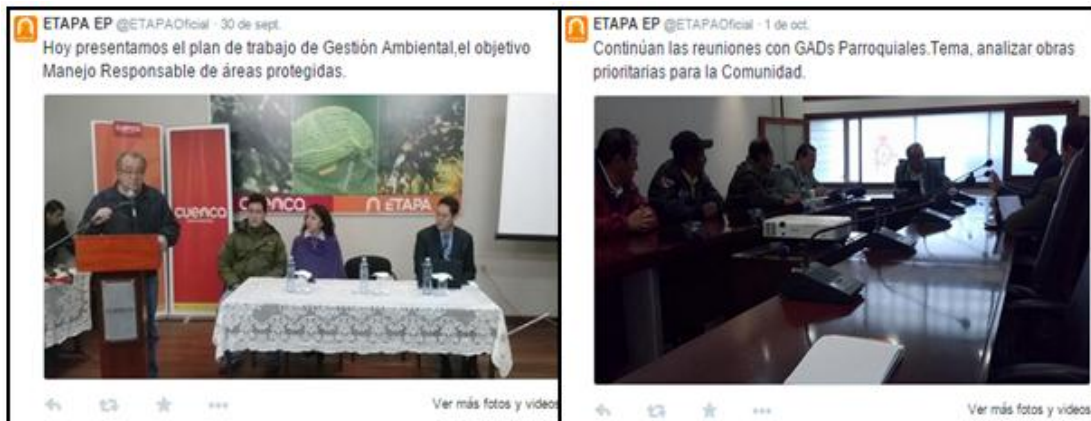 ETAPA EP @ETAPAOficial · 30 de sept.
Hoy presentamos el plan de trabajo de Gestión Ambiental,el objetivo
Manejo Responsable de áreas protegidas.
cuenca
cuenca
cuenca
ETAPA
Ver más fotos y videos
ETAPA EP @ETAPAOficial · 1 de oct.
Continúan las reuniones con GADs Parroquiales.Tema, analizar obras
prioritarias para la Comunidad.
Ver más fotos y videos